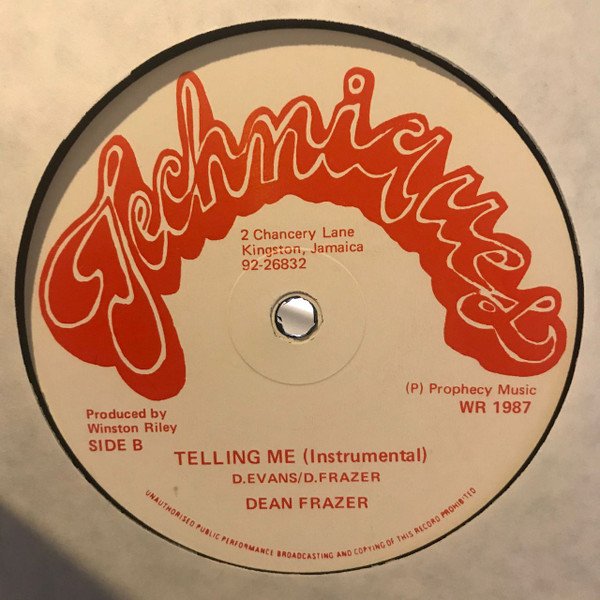 Techniques
2 Chancery Lane
Kingston, Jamaica
92-26832
Produced by
Winston Riley
SIDE B
(P) Prophecy Music
WR 1987
TELLING ME (Instrumental)
D.EVANS/D.FRAZER
DEAN FRAZER
UNAUTHORISED PUBLIC PERFORMANCE BROADCASTING AND COPYING OF THIS RECORD PROHIBITED